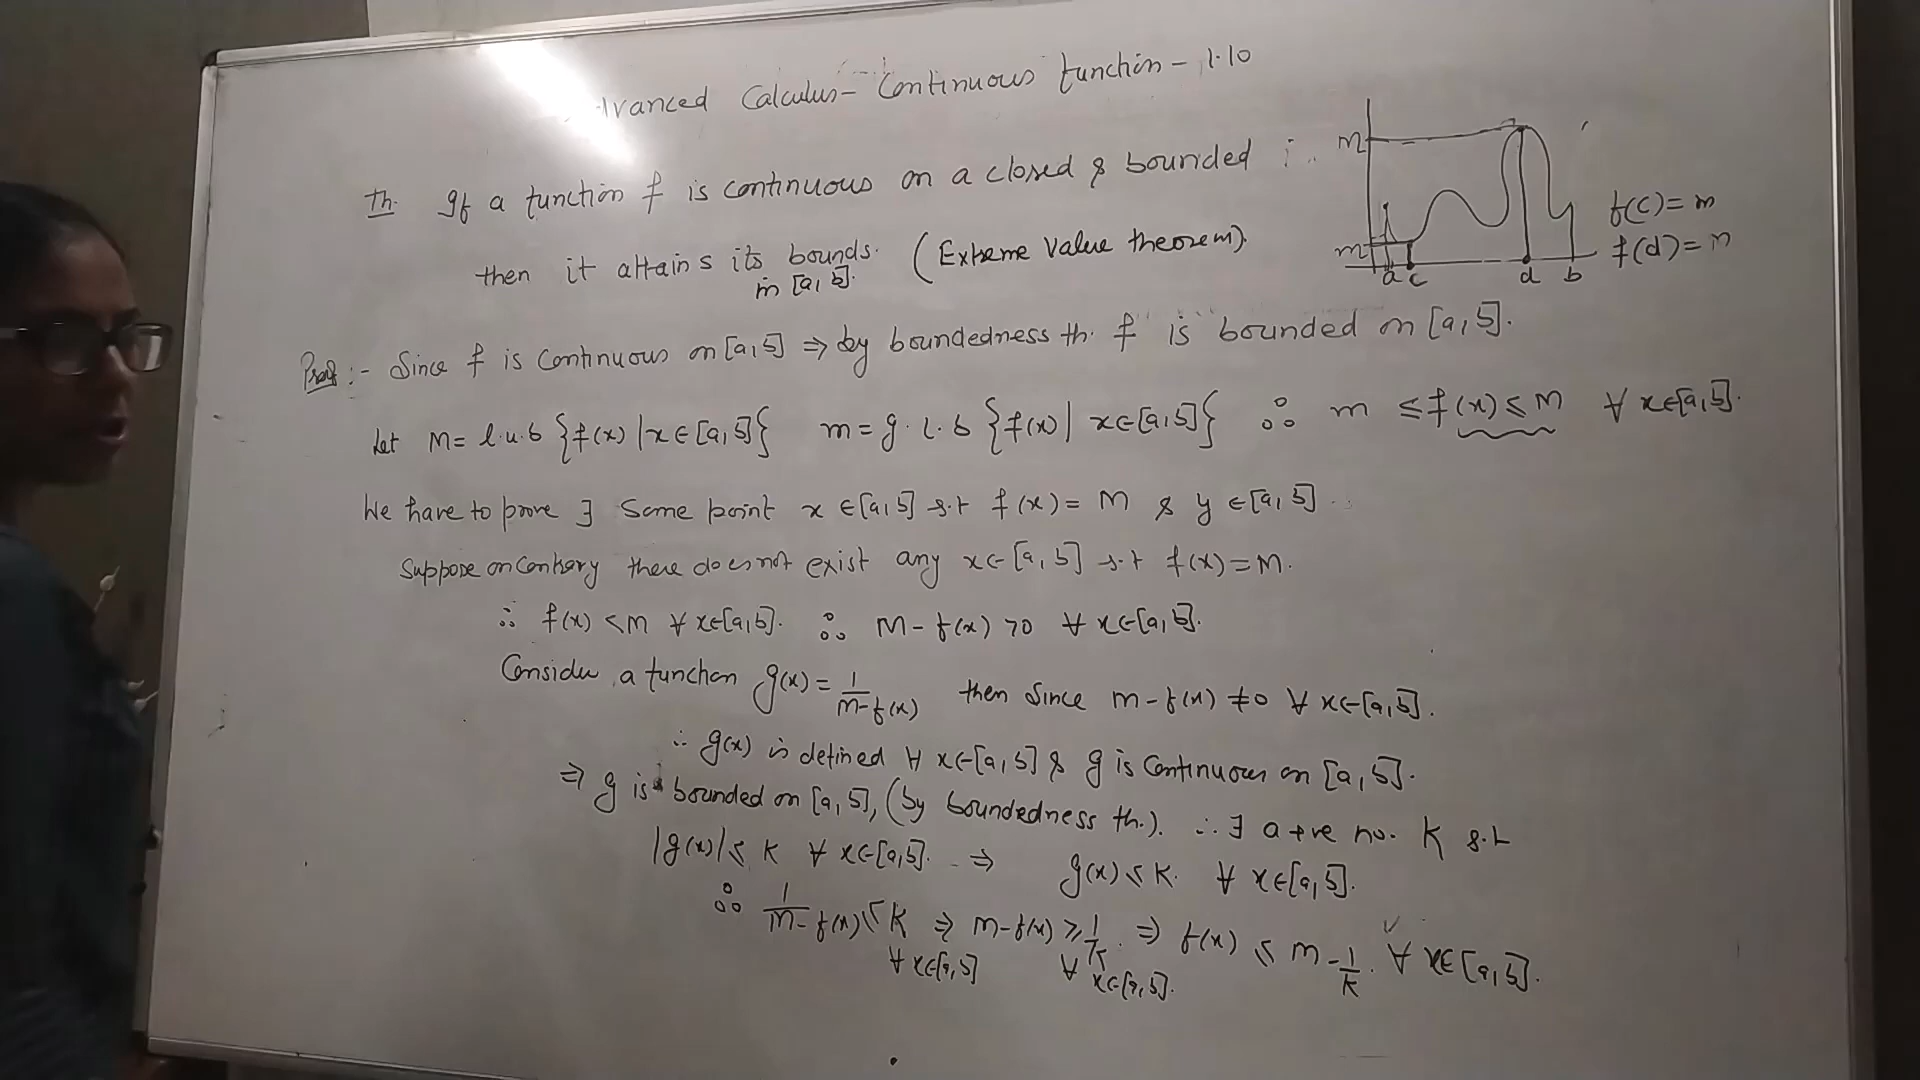 dvanced Calculus - Continuous function - 1.10
Th. If a function f is continuous on a closed & bounded
then it attains its bounds. (Extreme Value theorem).
in [a, b].
M
m
a c d b
f(c) = m
f(d) = M
Proof :- Since f is continuous on [a,b] ⇒ by boundedness th. f is bounded on [a,b].
Let M = l.u.b {f(x) | x ∈ [a,b]} m = g.l.b {f(x) | x ∈ [a,b]} ∴ m ≤ f(x) ≤ M ∀ x ∈ [a,b].
We have to prove ∃ some point x ∈ [a,b] s.t f(x) = M & y ∈ [a,b]
Suppose on contrary there does not exist any x ∈ [a,b] s.t f(x) = M.
∴ f(x) < M ∀ x ∈ [a,b]. ∴ M - f(x) > 0 ∀ x ∈ [a,b].
Consider a function g(x) = 1/(M - f(x)) then since M - f(x) ≠ 0 ∀ x ∈ [a,b].
∴ g(x) is defined ∀ x ∈ [a,b] & g is continuous on [a,b].
⇒ g is bounded on [a,b], (by boundedness th.). ∴ ∃ a +ve no. K s.t
|g(x)| ≤ K ∀ x ∈ [a,b]. ⇒ g(x) ≤ K. ∀ x ∈ [a,b].
∴ 1/(M - f(x)) ≤ K ⇒ M - f(x) ≥ 1/K. ⇒ f(x) ≤ M - 1/K. ∀ x ∈ [a,b].
∀ x ∈ [a,b] ∀ x ∈ [a,b].